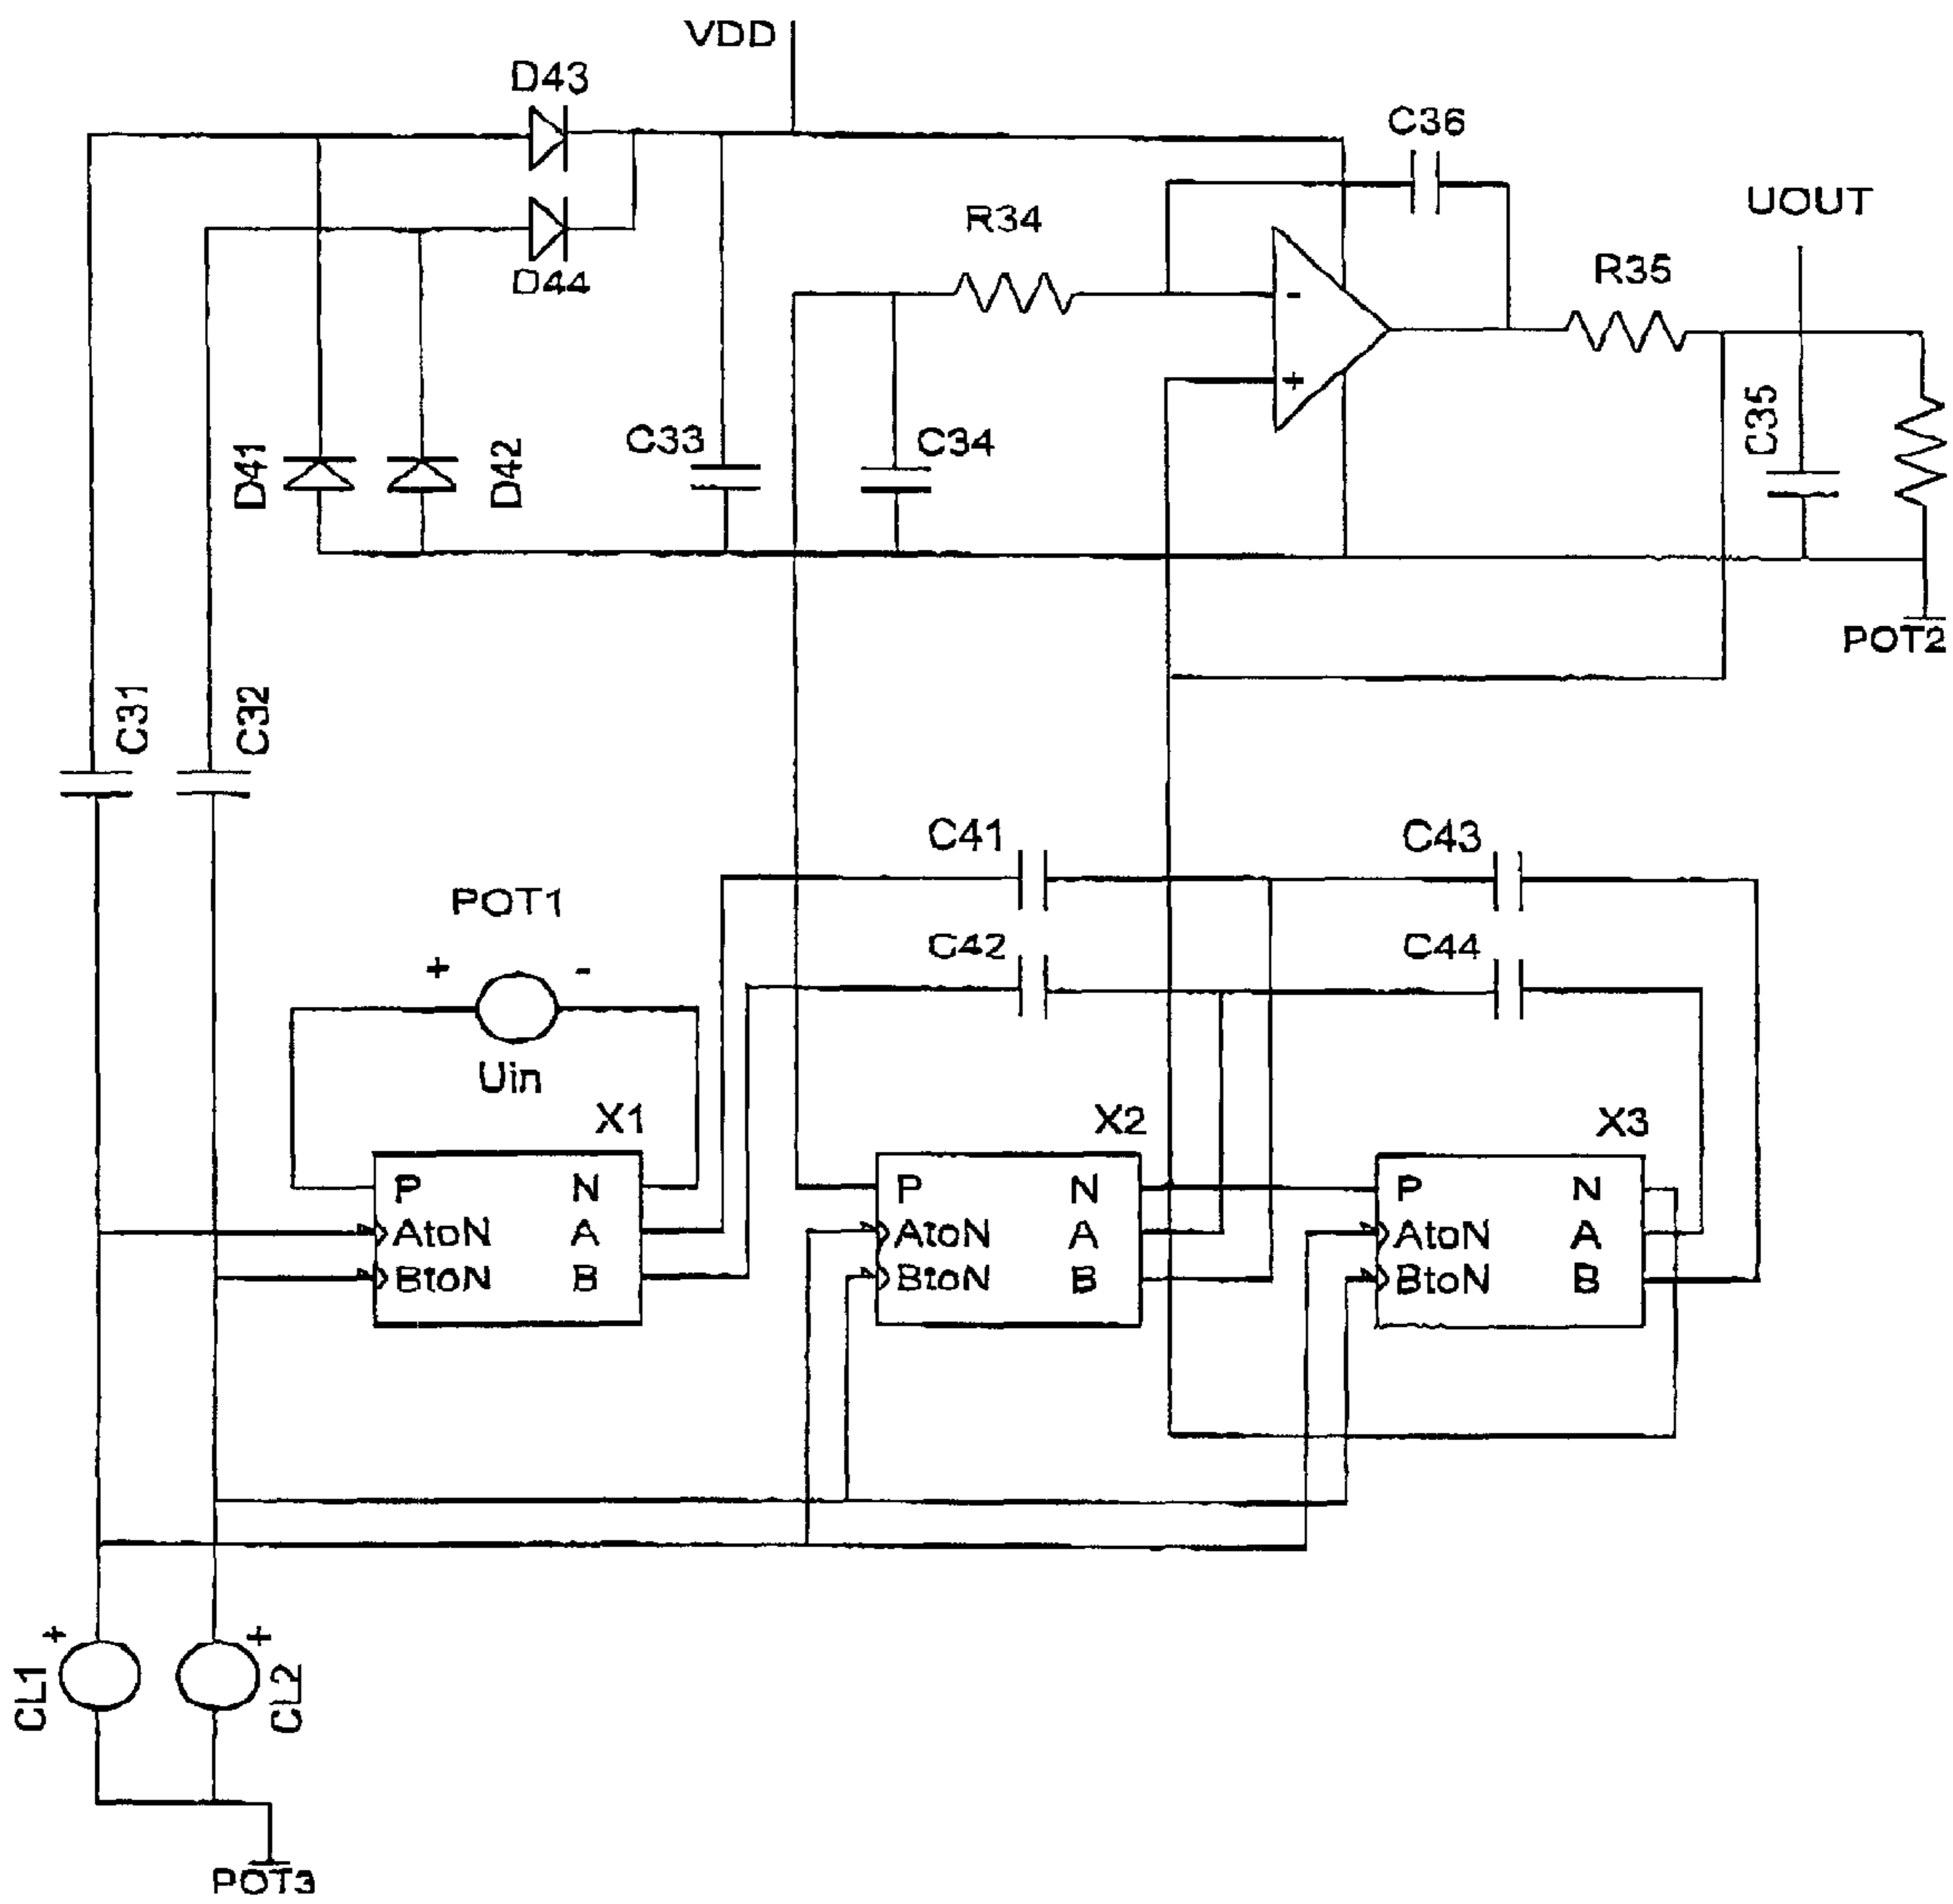 VDD
D43
C36
UOUT
R34
R35
D44
C35
D41
D42
C33
C34
-
+
POT2
C31
C32
C41
C43
POT1
C42
C44
+ -
Uin
X1
X2
X3
P N
AtoN A
BtoN B
P N
AtoN A
BtoN B
P N
AtoN A
BtoN B
+
+
CL1
CL2
POT3